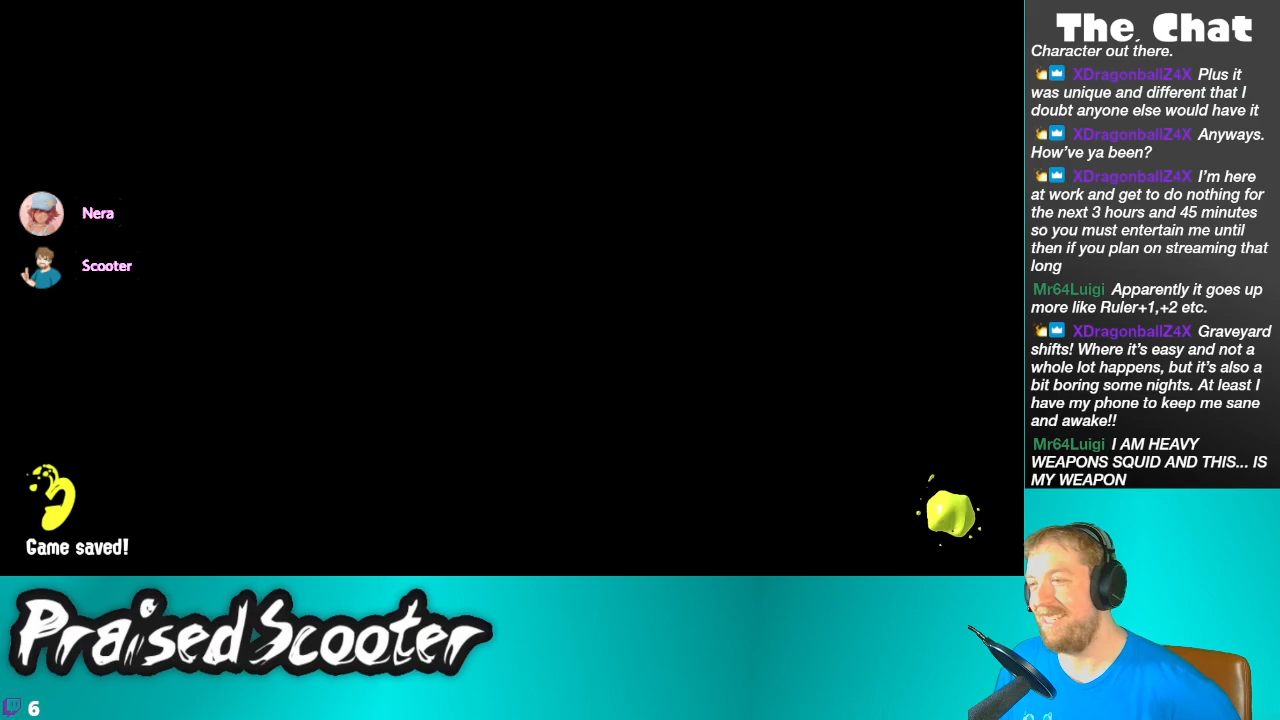 The Chat
Character out there.
XDragonballZ4X Plus it
was unique and different that I
doubt anyone else would have it
XDragonballZ4X Anyways.
How've ya been?
XDragonballZ4X I'm here
at work and get to do nothing for
the next 3 hours and 45 minutes
so you must entertain me until
then if you plan on streaming that
long
Mr64Luigi Apparently it goes up
more like Ruler+1,+2 etc.
XDragonballZ4X Graveyard
shifts! Where it's easy and not a
whole lot happens, but it's also a
bit boring some nights. At least I
have my phone to keep me sane
and awake!!
Mr64Luigi I AM HEAVY
WEAPONS SQUID AND THIS... IS
MY WEAPON
Nera
Scooter
Game saved!
PraisedScooter
6